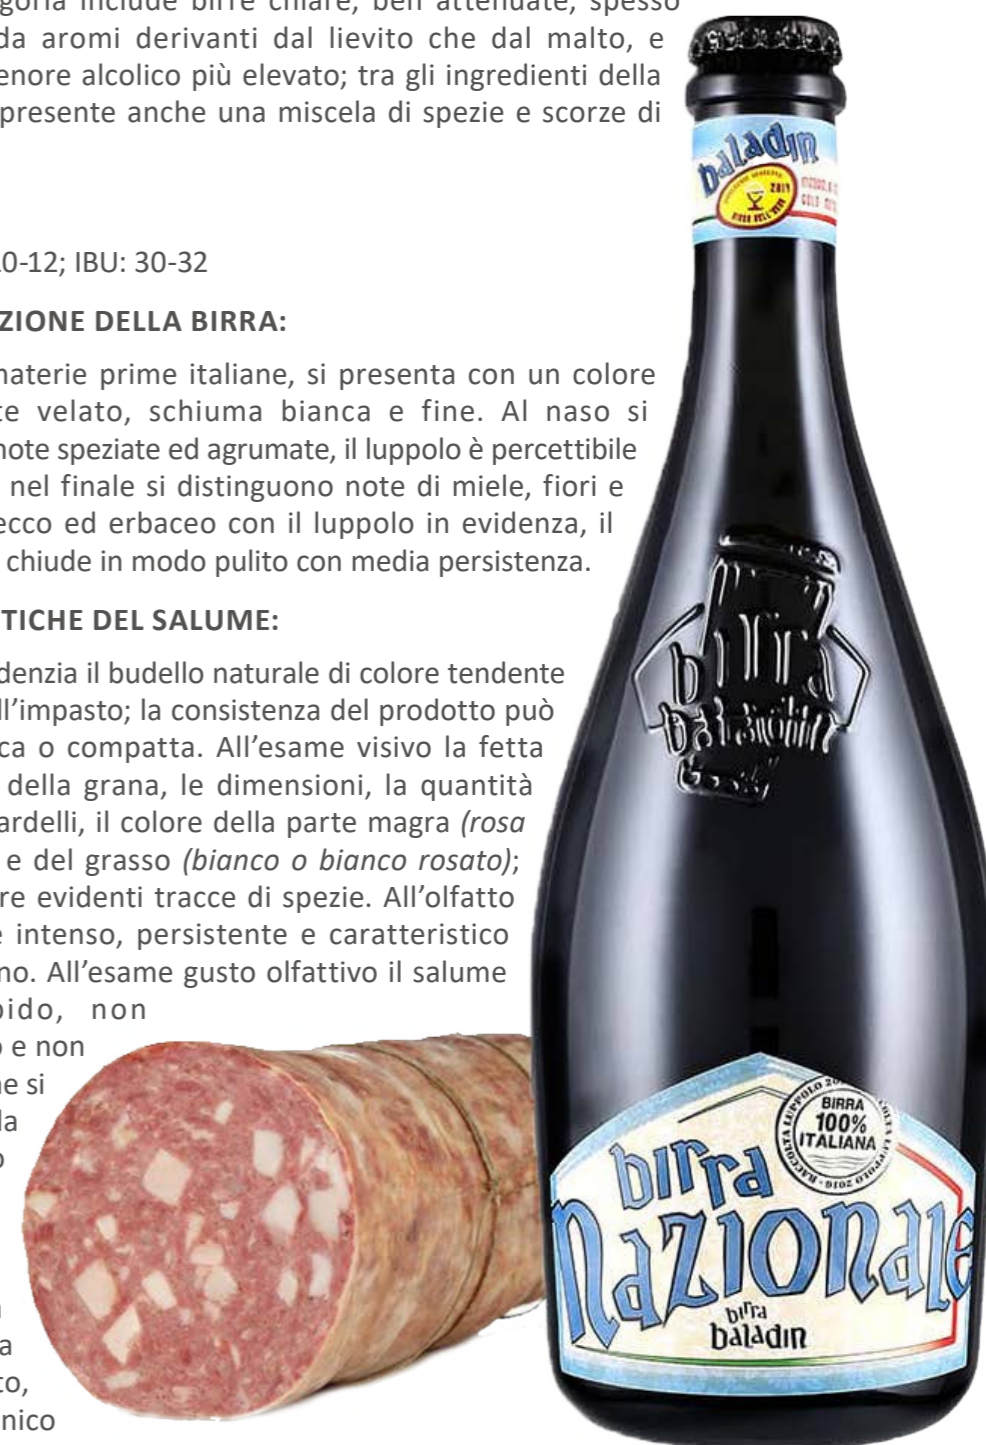 goria include birre chiare, ben attenuate, spesso
da aromi derivanti dal lievito che dal malto, e
enore alcolico più elevato; tra gli ingredienti della
presente anche una miscela di spezie e scorze di
0-12; IBU: 30-32
ZIONE DELLA BIRRA:
materie prime italiane, si presenta con un colore
te velato, schiuma bianca e fine. Al naso si
note speziate ed agrumate, il luppolo è percettibile
nel finale si distinguono note di miele, fiori e
ecco ed erbaceo con il luppolo in evidenza, il
chiude in modo pulito con media persistenza.
TICHE DEL SALUME:
denzia il budello naturale di colore tendente
ll’impasto; la consistenza del prodotto può
ca o compatta. All’esame visivo la fetta
della grana, le dimensioni, la quantità
ardelli, il colore della parte magra (rosa
e del grasso (bianco o bianco rosato);
re evidenti tracce di spezie. All’olfatto
e intenso, persistente e caratteristico
no. All’esame gusto olfattivo il salume
pido, non
o e non
ne si
la
o
a
to,
nico
baladin
2019
birra
baladin
BIRRA
100%
ITALIANA
RACCOLTA LUPPOLO 2016
birra
Nazionale
birra
baladin